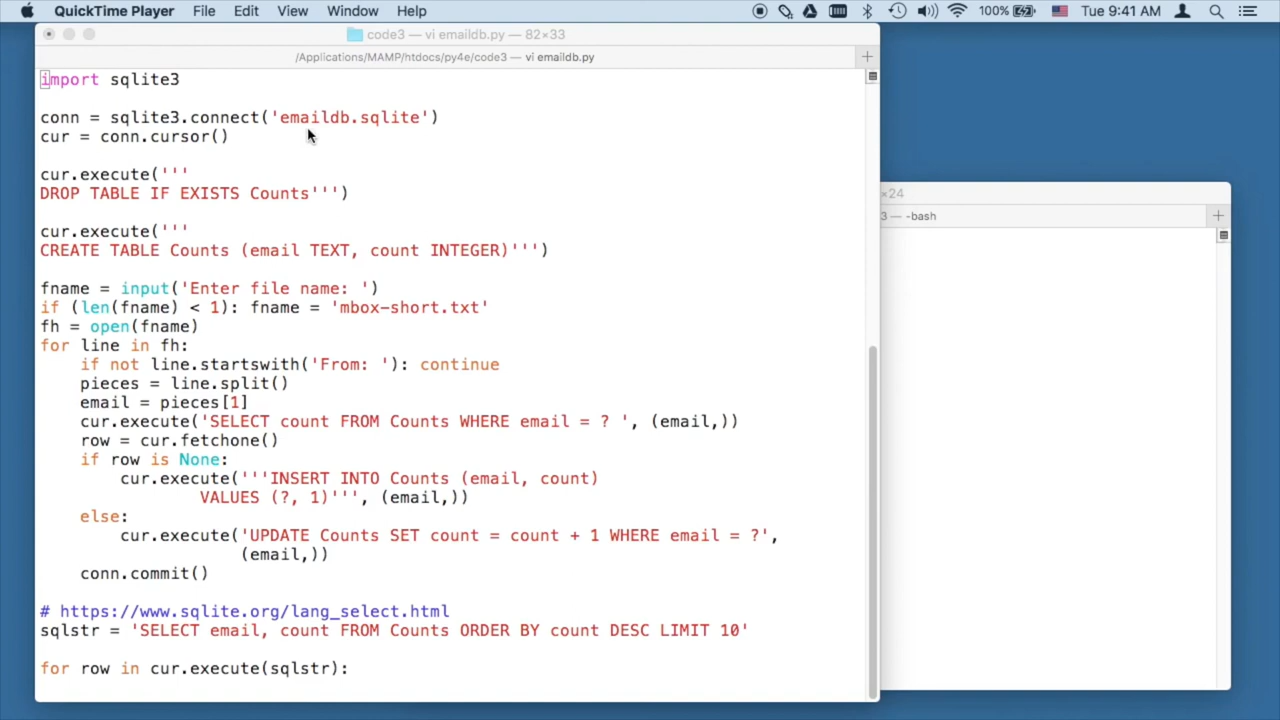 QuickTime Player File Edit View Window Help 100% Tue 9:41 AM
code3 — vi emaildb.py — 82×33
/Applications/MAMP/htdocs/py4e/code3 — vi emaildb.py +
import sqlite3
conn = sqlite3.connect('emaildb.sqlite')
cur = conn.cursor()
cur.execute('''
DROP TABLE IF EXISTS Counts''')
cur.execute('''
CREATE TABLE Counts (email TEXT, count INTEGER)''')
fname = input('Enter file name: ')
if (len(fname) < 1): fname = 'mbox-short.txt'
fh = open(fname)
for line in fh:
    if not line.startswith('From: '): continue
    pieces = line.split()
    email = pieces[1]
    cur.execute('SELECT count FROM Counts WHERE email = ? ', (email,))
    row = cur.fetchone()
    if row is None:
        cur.execute('''INSERT INTO Counts (email, count)
                VALUES (?, 1)''', (email,))
    else:
        cur.execute('UPDATE Counts SET count = count + 1 WHERE email = ?',
                    (email,))
    conn.commit()
# https://www.sqlite.org/lang_select.html
sqlstr = 'SELECT email, count FROM Counts ORDER BY count DESC LIMIT 10'
for row in cur.execute(sqlstr):
×24
3 — -bash +